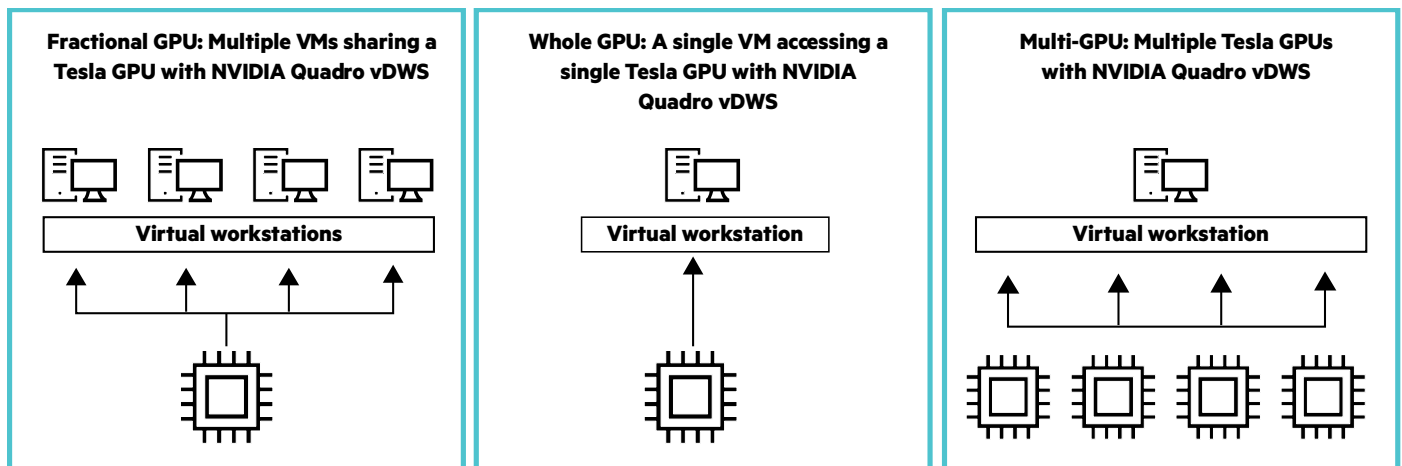 Fractional GPU: Multiple VMs sharing a
Tesla GPU with NVIDIA Quadro vDWS
Virtual workstations
Whole GPU: A single VM accessing a
single Tesla GPU with NVIDIA
Quadro vDWS
Virtual workstation
Multi-GPU: Multiple Tesla GPUs
with NVIDIA Quadro vDWS
Virtual workstation